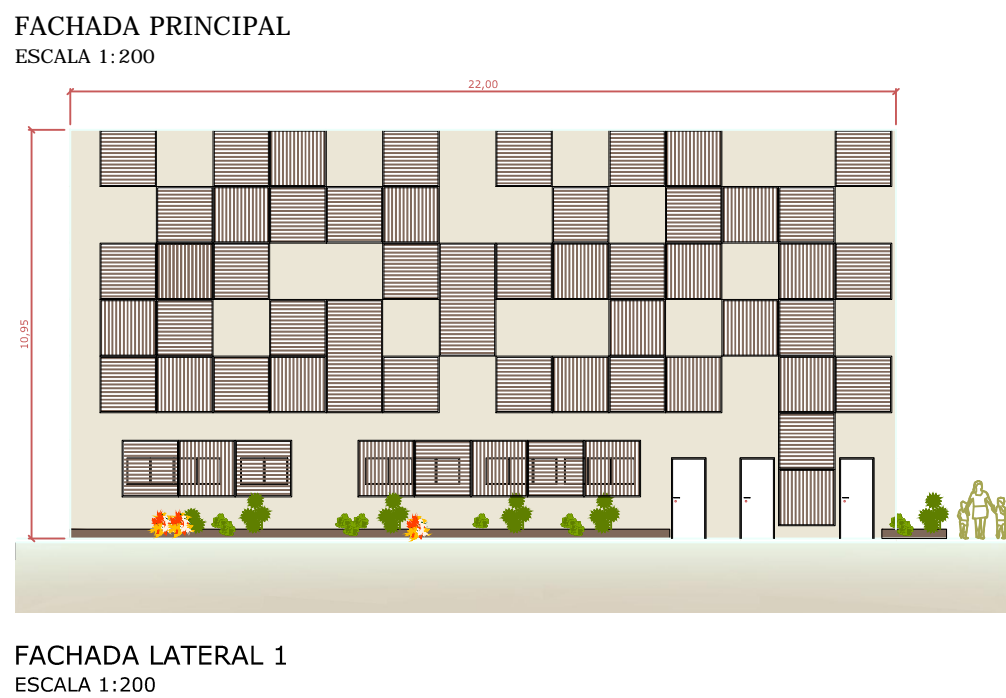 FACHADA PRINCIPAL
ESCALA 1:200
22,00
10,95
FACHADA LATERAL 1
ESCALA 1:200